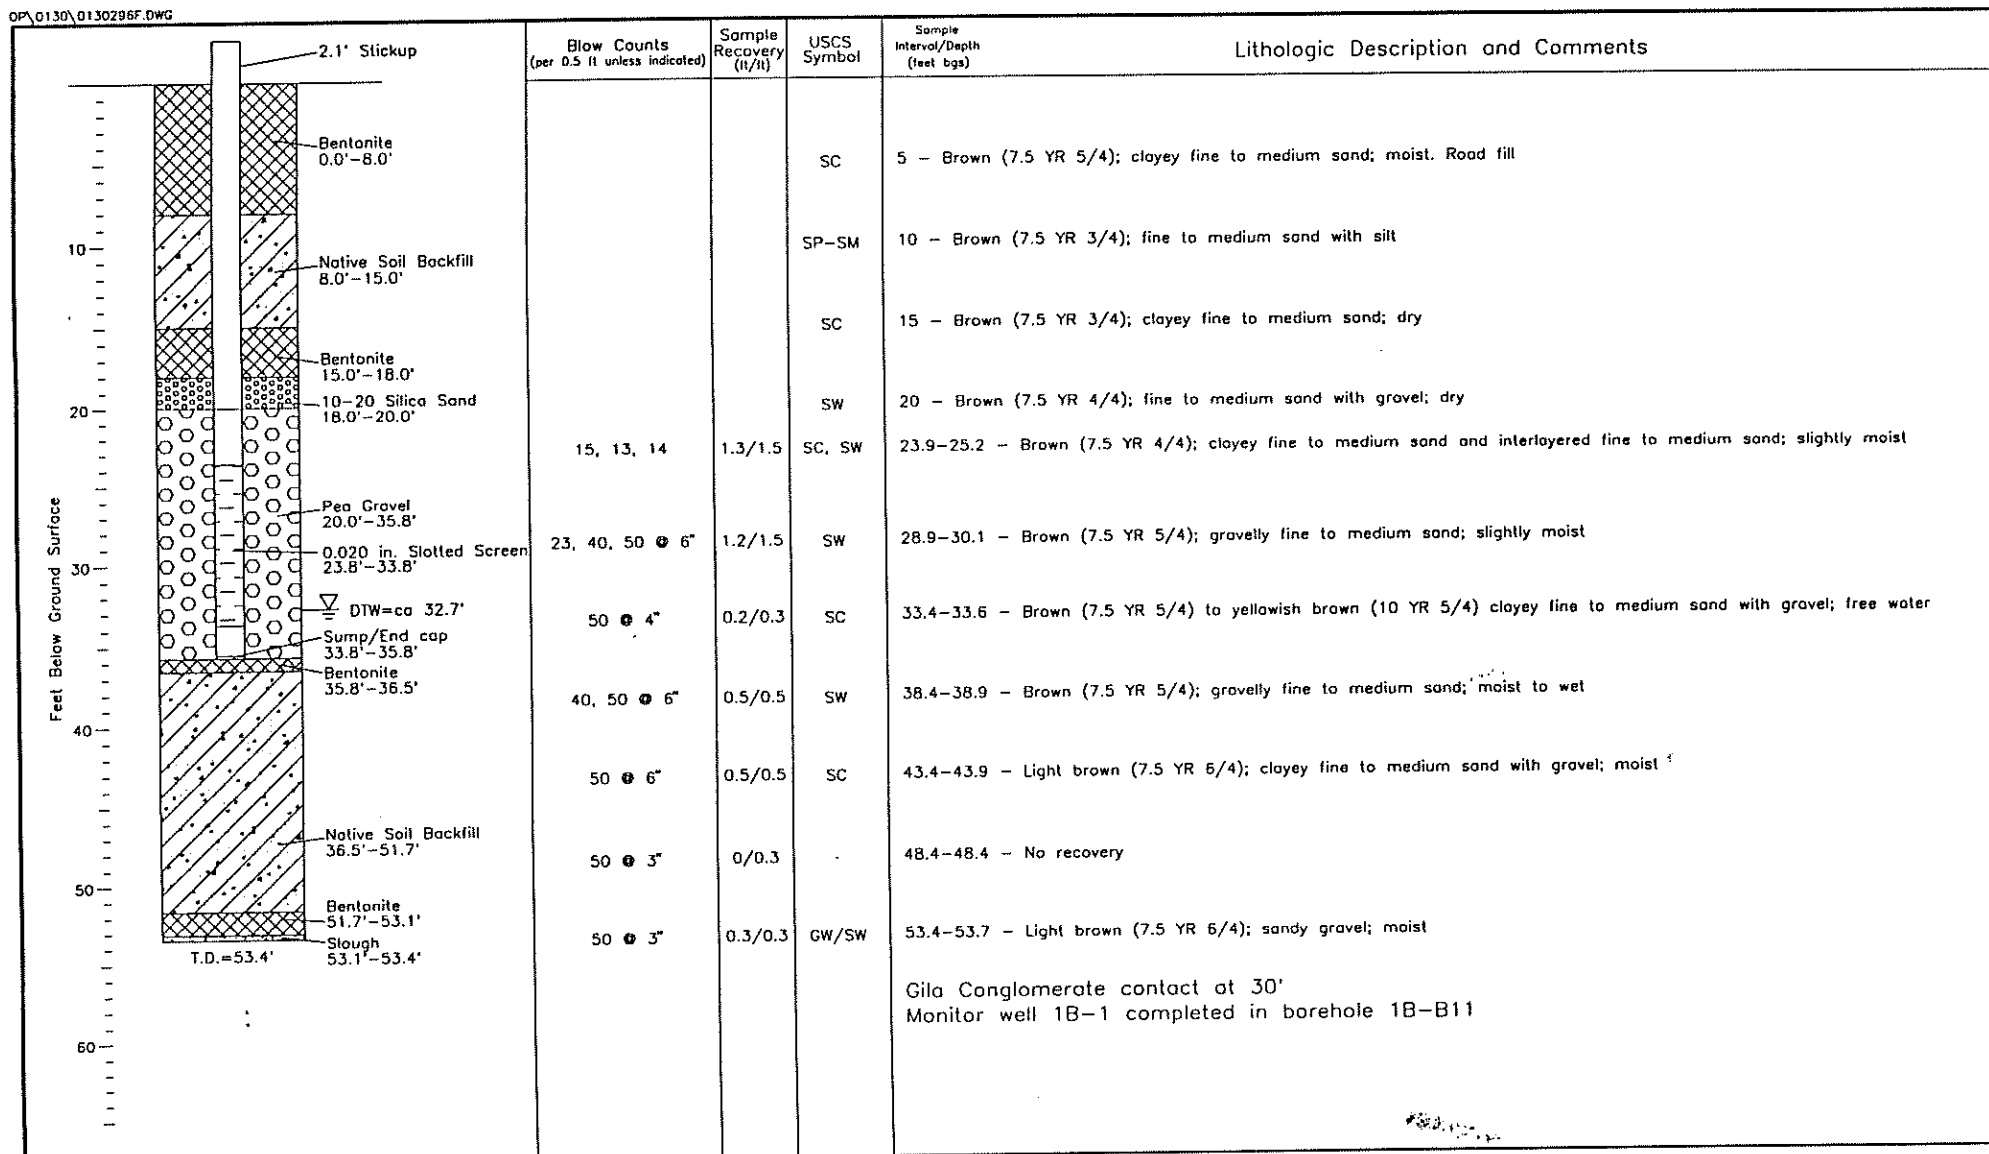 OP\0130\0130296F.DWG
2.1' Stickup
Blow Counts
(per 0.5 ft unless indicated)
Sample
Recovery
(ft/ft)
USCS
Symbol
Sample
Interval/Depth
(feet bgs)
Lithologic Description and Comments
Bentonite
0.0'-8.0'
SC
5 - Brown (7.5 YR 5/4); clayey fine to medium sand; moist. Road fill
10
Native Soil Backfill
8.0'-15.0'
SP-SM
10 - Brown (7.5 YR 3/4); fine to medium sand with silt
SC
15 - Brown (7.5 YR 3/4); clayey fine to medium sand; dry
Bentonite
15.0'-18.0'
20
10-20 Silica Sand
18.0'-20.0'
SW
20 - Brown (7.5 YR 4/4); fine to medium sand with gravel; dry
15, 13, 14
1.3/1.5
SC, SW
23.9-25.2 - Brown (7.5 YR 4/4); clayey fine to medium sand and interlayered fine to medium sand; slightly moist
Feet Below Ground Surface
Pea Gravel
20.0'-35.8'
0.020 in. Slotted Screen
23.8'-33.8'
23, 40, 50 @ 6"
1.2/1.5
SW
28.9-30.1 - Brown (7.5 YR 5/4); gravelly fine to medium sand; slightly moist
30
DTW=ca 32.7'
50 @ 4"
0.2/0.3
SC
33.4-33.6 - Brown (7.5 YR 5/4) to yellowish brown (10 YR 5/4) clayey fine to medium sand with gravel; free water
Sump/End cap
33.8'-35.8'
Bentonite
35.8'-36.5'
40, 50 @ 6"
0.5/0.5
SW
38.4-38.9 - Brown (7.5 YR 5/4); gravelly fine to medium sand; moist to wet
40
50 @ 6"
0.5/0.5
SC
43.4-43.9 - Light brown (7.5 YR 6/4); clayey fine to medium sand with gravel; moist
Native Soil Backfill
36.5'-51.7'
50 @ 3"
0/0.3
-
48.4-48.4 - No recovery
50
Bentonite
51.7'-53.1'
Slough
53.1'-53.4'
T.D.=53.4'
50 @ 3"
0.3/0.3
GW/SW
53.4-53.7 - Light brown (7.5 YR 6/4); sandy gravel; moist
Gila Conglomerate contact at 30'
Monitor well 1B-1 completed in borehole 1B-B11
60